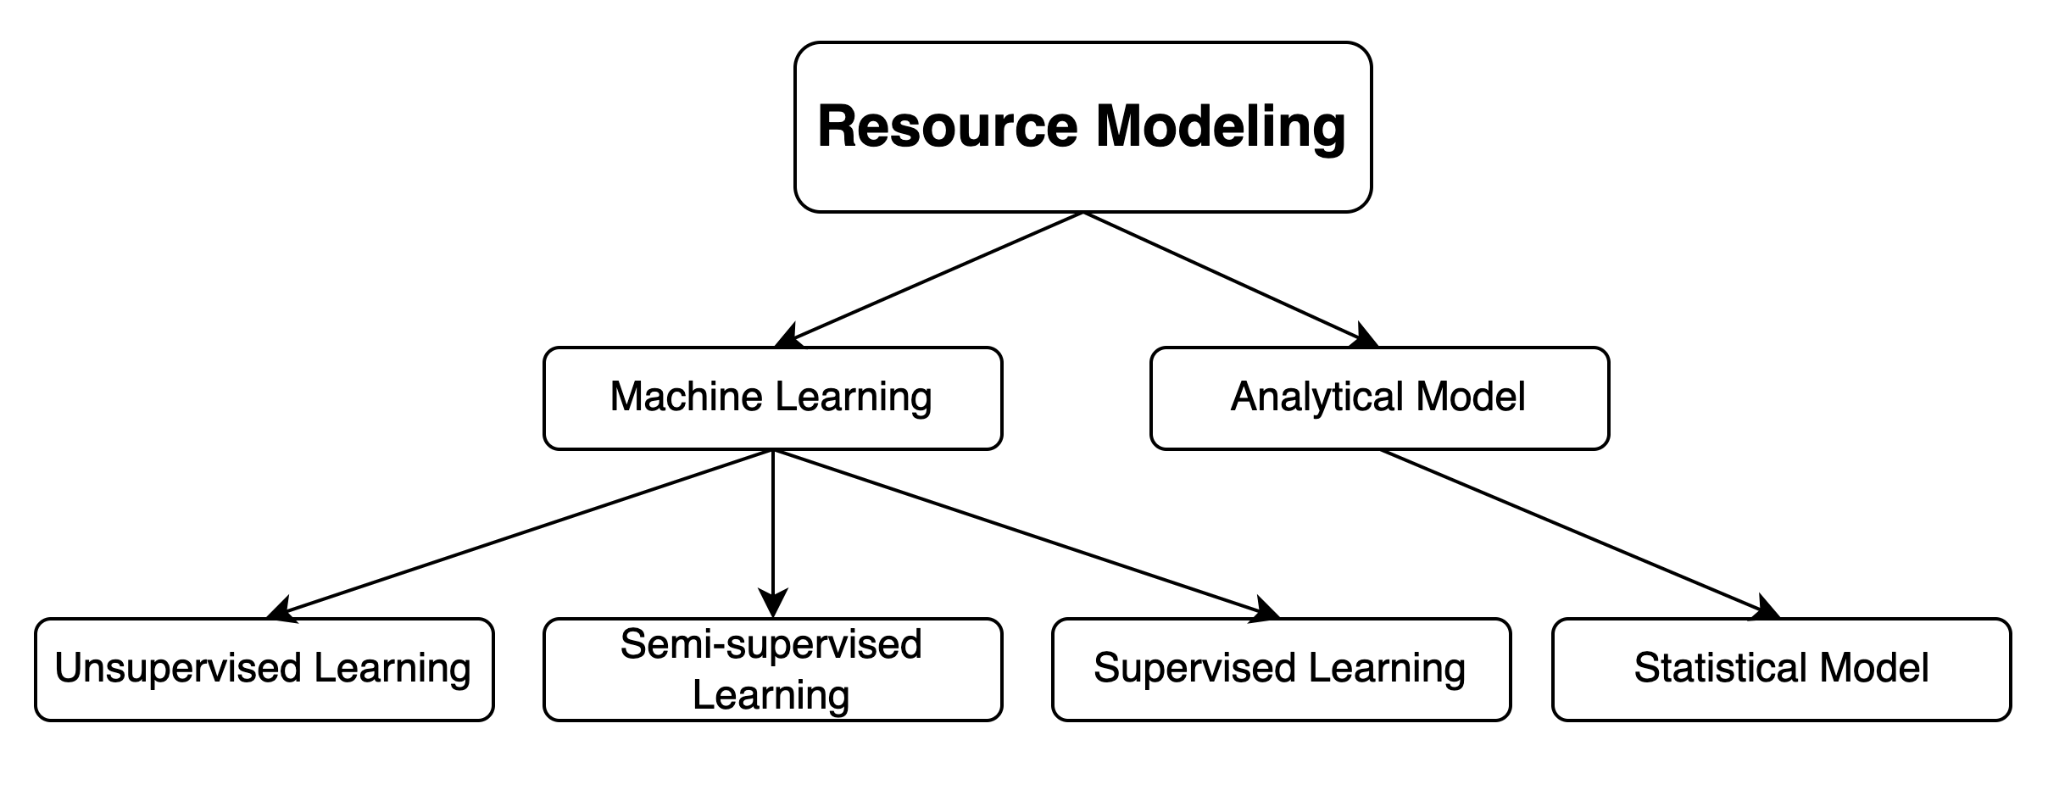 Resource Modeling
Machine Learning
Analytical Model
Unsupervised Learning
Semi-supervised
Learning
Supervised Learning
Statistical Model